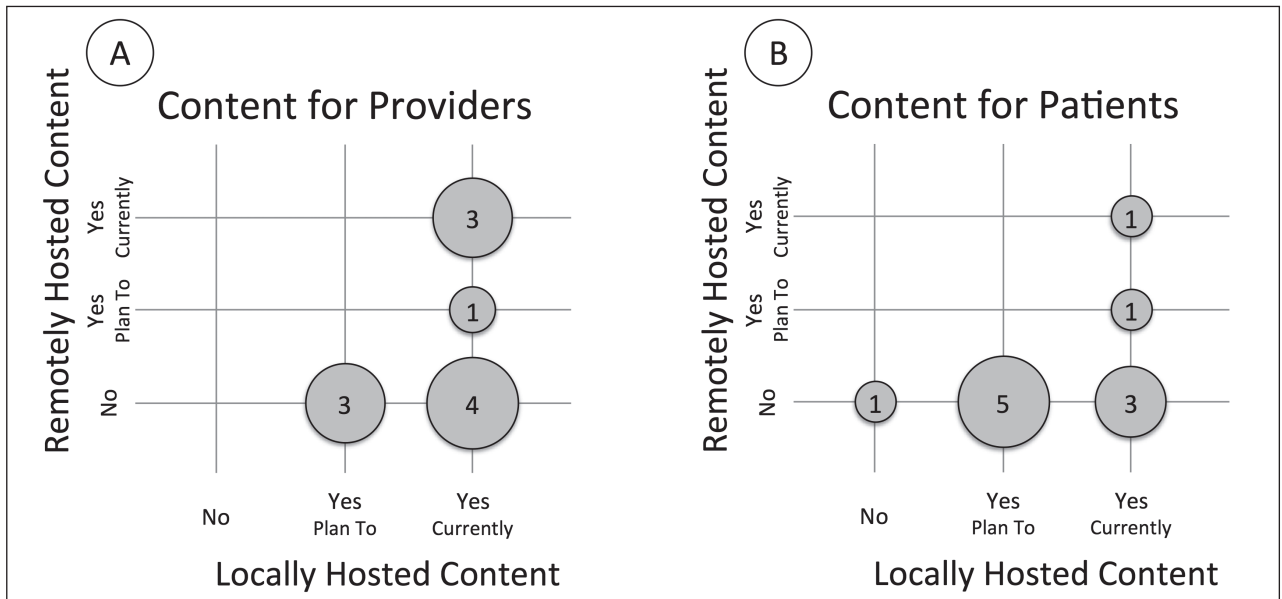 A
Content for Providers
Remotely Hosted Content
Yes
Currently
Yes
Plan To
No
3
1
3
4
No
Yes
Plan To
Yes
Currently
Locally Hosted Content
B
Content for Patients
Remotely Hosted Content
Yes
Currently
Yes
Plan To
No
1
1
1
5
3
No
Yes
Plan To
Yes
Currently
Locally Hosted Content